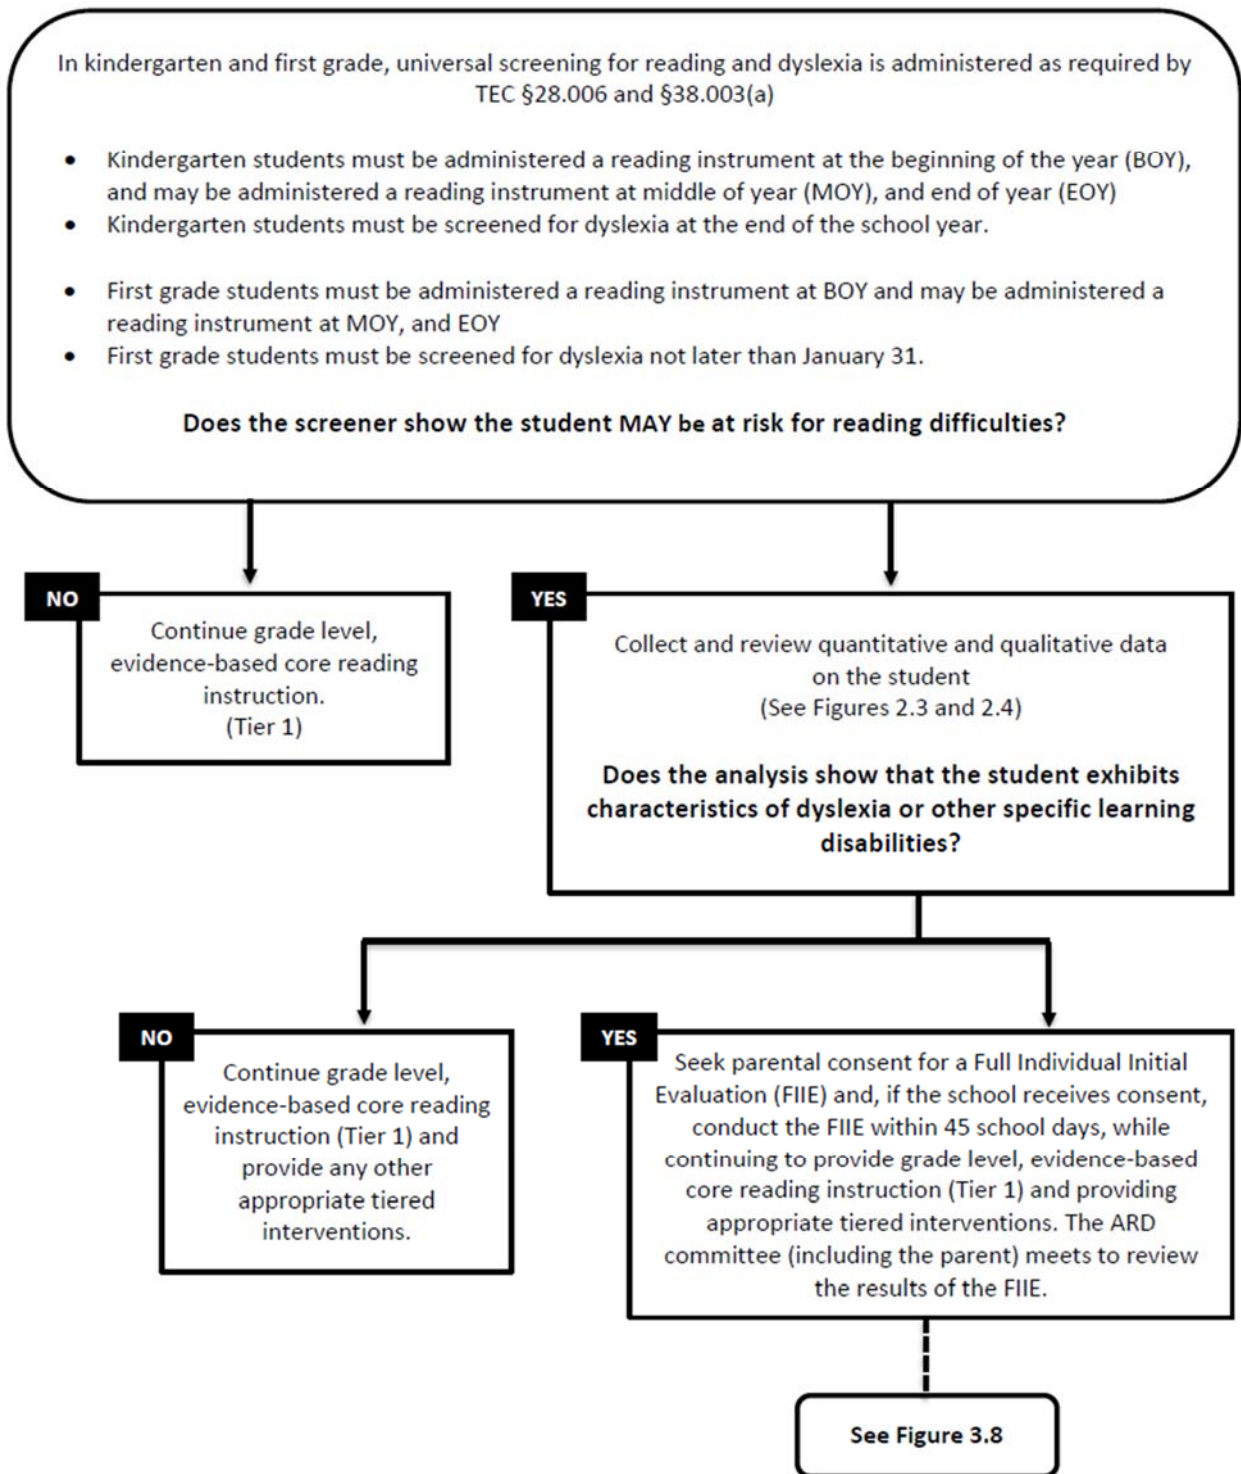 In kindergarten and first grade, universal screening for reading and dyslexia is administered as required by
TEC §28.006 and §38.003(a)
• Kindergarten students must be administered a reading instrument at the beginning of the year (BOY),
and may be administered a reading instrument at middle of year (MOY), and end of year (EOY)
• Kindergarten students must be screened for dyslexia at the end of the school year.
• First grade students must be administered a reading instrument at BOY and may be administered a
reading instrument at MOY, and EOY
• First grade students must be screened for dyslexia not later than January 31.
Does the screener show the student MAY be at risk for reading difficulties?
NO
Continue grade level,
evidence-based core reading
instruction.
(Tier 1)
YES
Collect and review quantitative and qualitative data
on the student
(See Figures 2.3 and 2.4)
Does the analysis show that the student exhibits
characteristics of dyslexia or other specific learning
disabilities?
NO
Continue grade level,
evidence-based core reading
instruction (Tier 1) and
provide any other
appropriate tiered
interventions.
YES
Seek parental consent for a Full Individual Initial
Evaluation (FIIE) and, if the school receives consent,
conduct the FIIE within 45 school days, while
continuing to provide grade level, evidence-based
core reading instruction (Tier 1) and providing
appropriate tiered interventions. The ARD
committee (including the parent) meets to review
the results of the FIIE.
See Figure 3.8